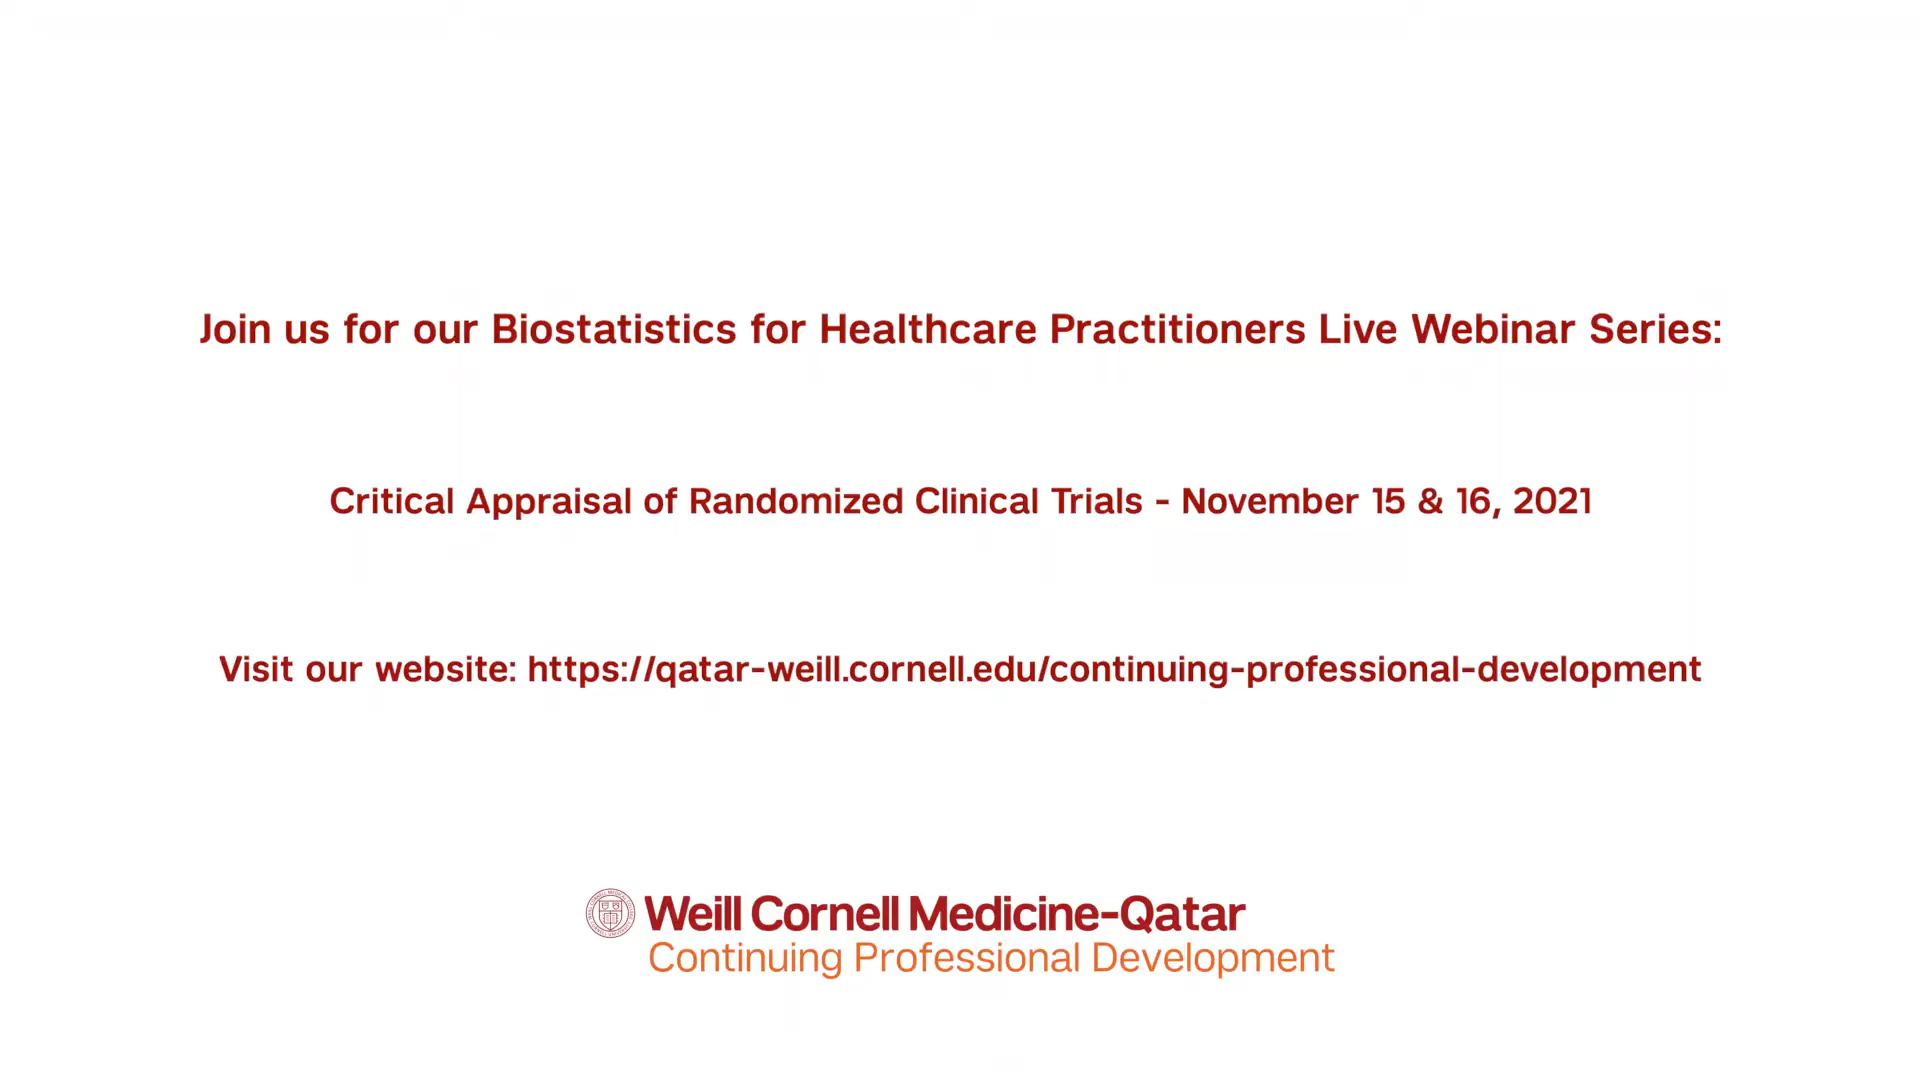 Join us for our Biostatistics for Healthcare Practitioners Live Webinar Series:
Critical Appraisal of Randomized Clinical Trials - November 15 & 16, 2021
Visit our website: https://qatar-weill.cornell.edu/continuing-professional-development
Weill Cornell Medicine-Qatar
Continuing Professional Development